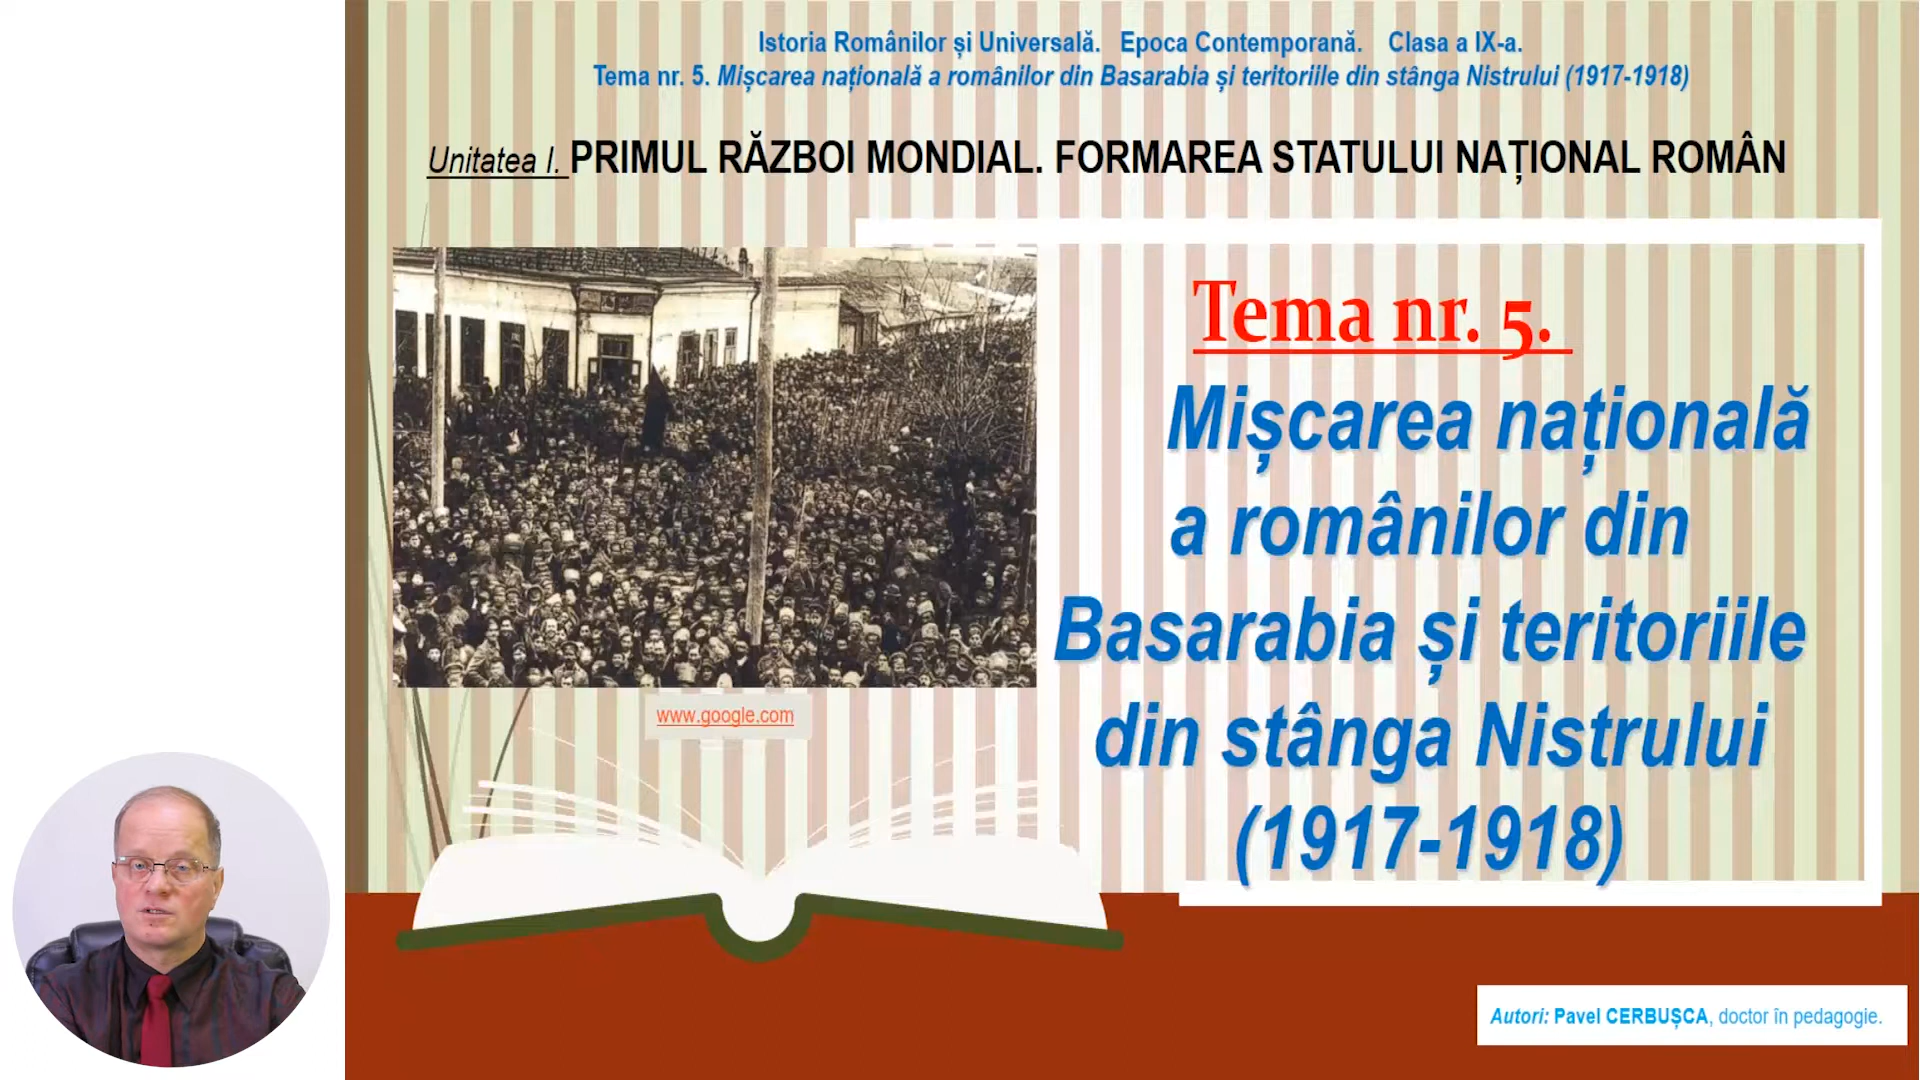 Istoria Românilor și Universală. Epoca Contemporană. Clasa a IX-a.
Tema nr. 5. Mișcarea națională a românilor din Basarabia și teritoriile din stânga Nistrului (1917-1918)
Unitatea I. PRIMUL RĂZBOI MONDIAL. FORMAREA STATULUI NAȚIONAL ROMÂN
Tema nr. 5.
Mișcarea națională
a românilor din
Basarabia și teritoriile
din stânga Nistrului
(1917-1918)
www.google.com
Autori: Pavel CERBUȘCA, doctor în pedagogie.